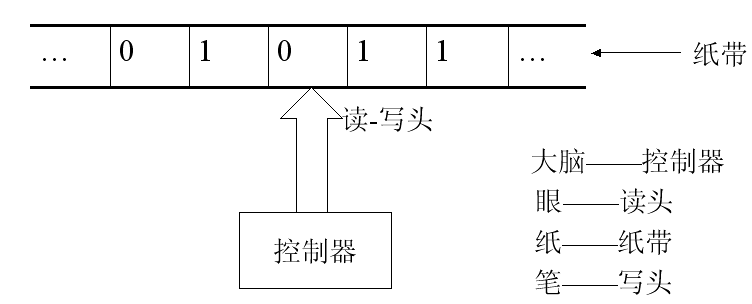 … 0 1 0 1 1 …
纸带
读-写头
大脑——控制器
眼——读头
纸——纸带
笔——写头
控制器